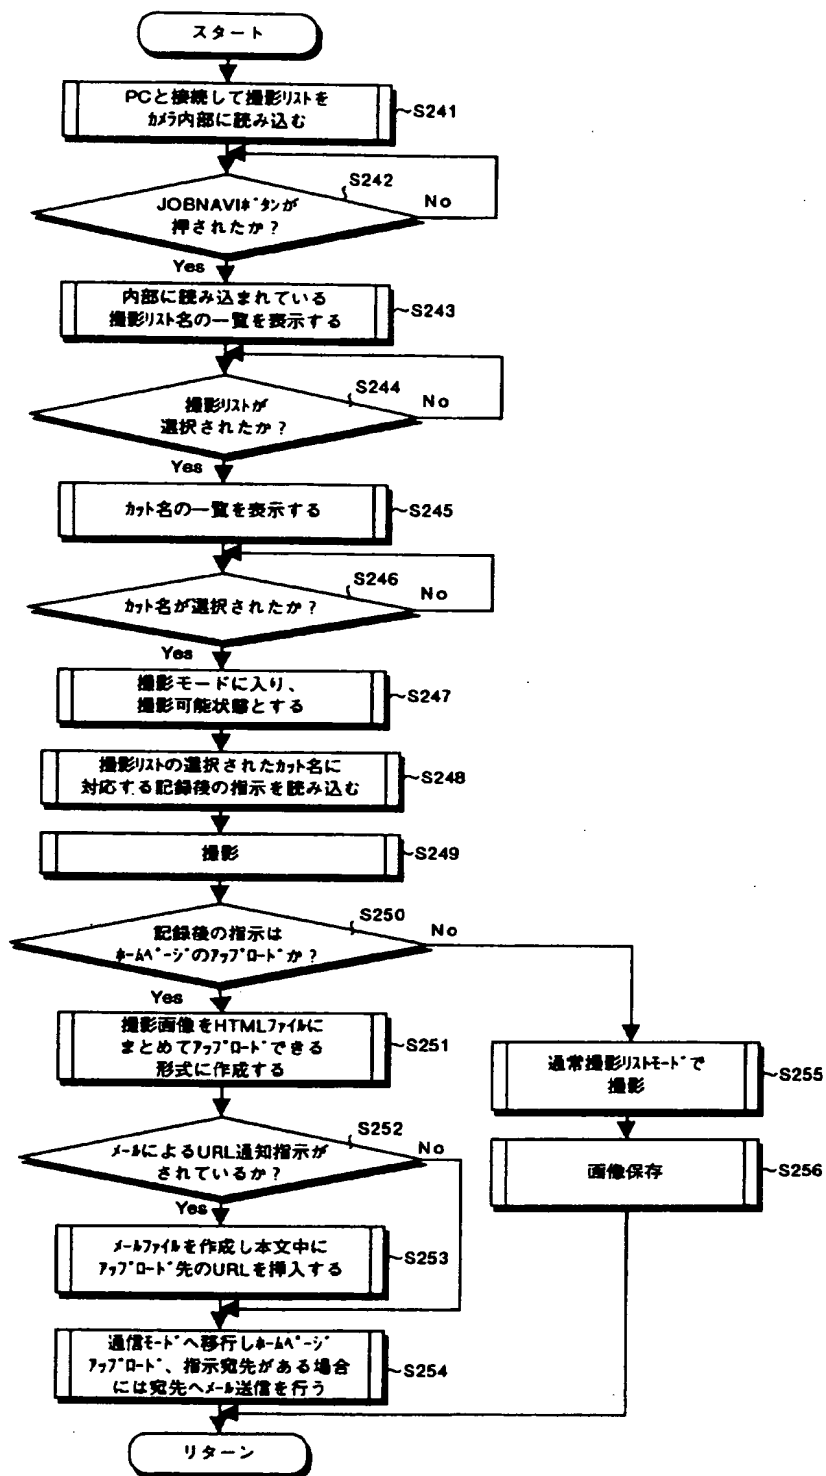 スタート
PCと接続して撮影リストを
カメラ内部に読み込む
S241
S242
JOBNAVIボタンが
押されたか？
No
Yes
内部に読み込まれている
撮影リスト名の一覧を表示する
S243
S244
撮影リストが
選択されたか？
No
Yes
カット名の一覧を表示する
S245
S246
カット名が選択されたか？
No
Yes
撮影モードに入り、
撮影可能状態とする
S247
撮影リストの選択されたカット名に
対応する記録後の指示を読み込む
S248
撮影
S249
S250
記録後の指示は
ホームページのアップロードか？
No
Yes
撮影画像をHTMLファイルに
まとめてアップロードできる
形式に作成する
S251
通常撮影リストモードで
撮影
S255
S252
メールによるURL通知指示が
されているか？
No
Yes
画像保存
S256
メールファイルを作成し本文中に
アップロード先のURLを挿入する
S253
通信モードへ移行しホームページ
アップロード、指示宛先がある場合
には宛先へメール送信を行う
S254
リターン